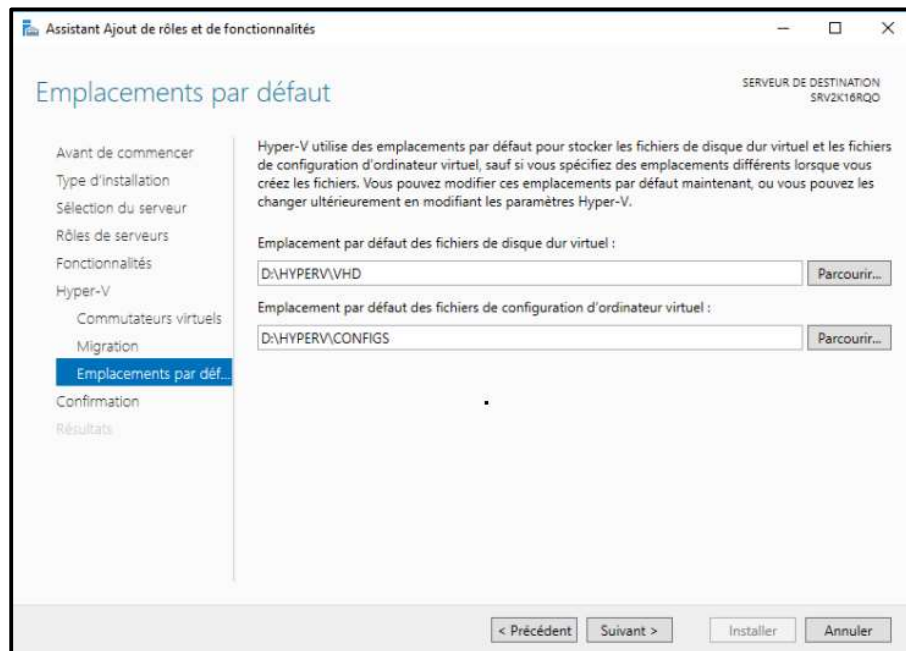 Assistant Ajout de rôles et de fonctionnalités
Emplacements par défaut
SERVEUR DE DESTINATION
SRV2K16RQO
Avant de commencer
Type d'installation
Sélection du serveur
Rôles de serveurs
Fonctionnalités
Hyper-V
Commutateurs virtuels
Migration
Emplacements par déf...
Confirmation
Résultats
Hyper-V utilise des emplacements par défaut pour stocker les fichiers de disque dur virtuel et les fichiers
de configuration d'ordinateur virtuel, sauf si vous spécifiez des emplacements différents lorsque vous
créez les fichiers. Vous pouvez modifier ces emplacements par défaut maintenant, ou vous pouvez les
changer ultérieurement en modifiant les paramètres Hyper-V.
Emplacement par défaut des fichiers de disque dur virtuel :
D:\HYPERV\VHD
Parcourir...
Emplacement par défaut des fichiers de configuration d'ordinateur virtuel :
D:\HYPERV\CONFIGS
Parcourir...
< Précédent
Suivant >
Installer
Annuler